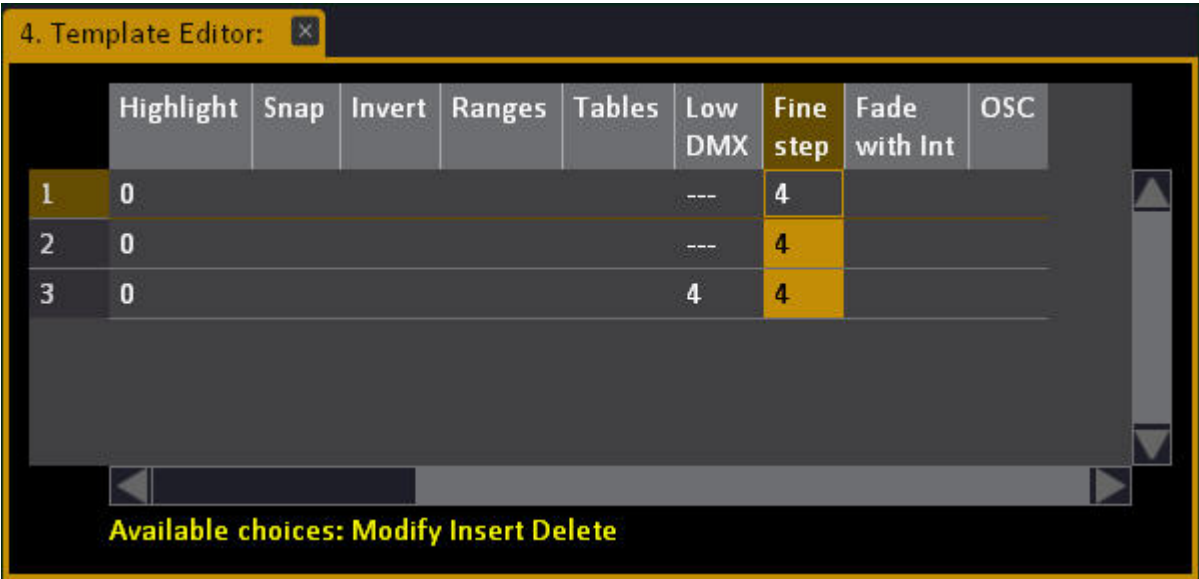 4. Template Editor:
Highlight Snap Invert Ranges Tables Low DMX Fine step Fade with Int OSC
1 0 --- 4
2 0 --- 4
3 0 4 4
Available choices: Modify Insert Delete